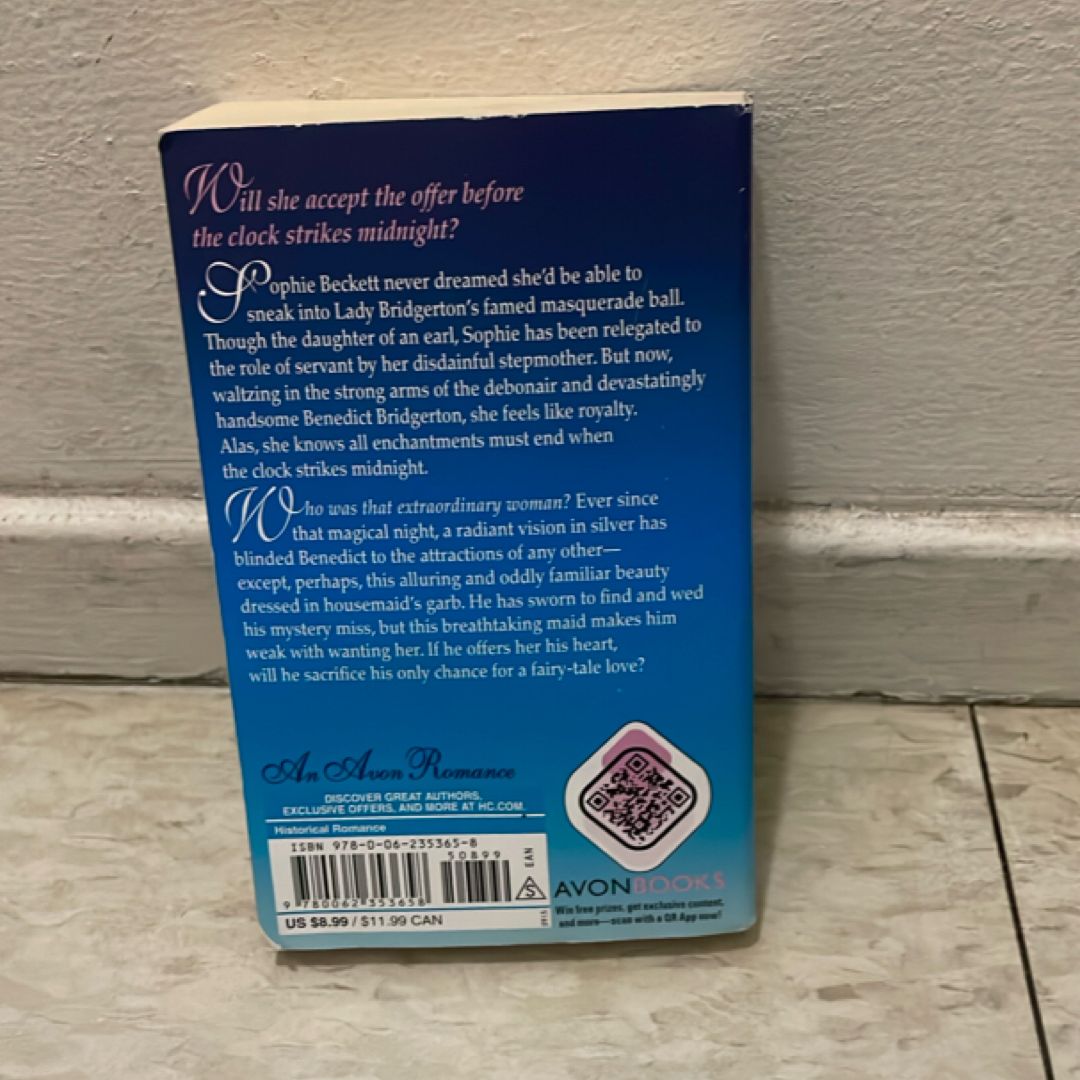 Will she accept the offer before
the clock strikes midnight?
Sophie Beckett never dreamed she'd be able to
sneak into Lady Bridgerton's famed masquerade ball.
Though the daughter of an earl, Sophie has been relegated to
the role of servant by her disdainful stepmother. But now,
waltzing in the strong arms of the debonair and devastatingly
handsome Benedict Bridgerton, she feels like royalty.
Alas, she knows all enchantments must end when
the clock strikes midnight.
Who was that extraordinary woman? Ever since
that magical night, a radiant vision in silver has
blinded Benedict to the attractions of any other—
except, perhaps, this alluring and oddly familiar beauty
dressed in housemaid's garb. He has sworn to find and wed
his mystery miss, but this breathtaking maid makes him
weak with wanting her. If he offers her his heart,
will he sacrifice his only chance for a fairy-tale love?
An Avon Romance
DISCOVER GREAT AUTHORS,
EXCLUSIVE OFFERS, AND MORE AT HC.COM.
Historical Romance
ISBN 978-0-06-235365-8
50899
EAN
S
9 780062 353658
US $8.99 / $11.99 CAN
AVONBOOKS
Win free prizes, get exclusive content,
and more—scan with a QR App now!